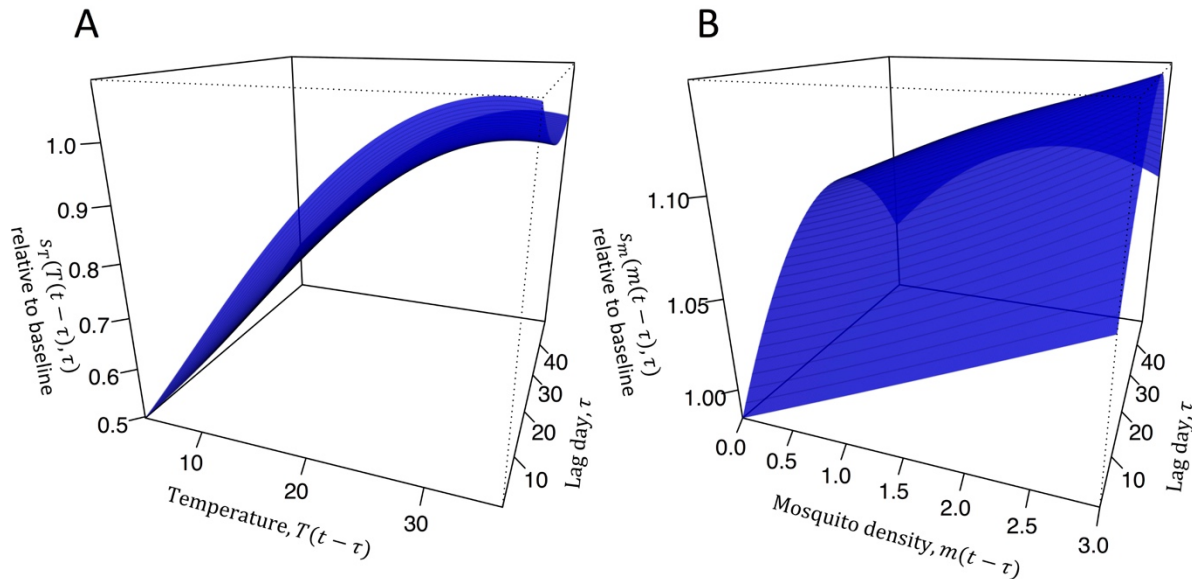 A
1.0
0.9
0.8
0.7
0.6
0.5
s_T(T(t − τ), τ)
relative to baseline
10
20
30
Temperature, T(t − τ)
10
20
30
40
Lag day, τ
B
1.10
1.05
1.00
s_m(m(t − τ), τ)
relative to baseline
0.0
0.5
1.0
1.5
2.0
2.5
3.0
Mosquito density, m(t − τ)
10
20
30
40
Lag day, τ